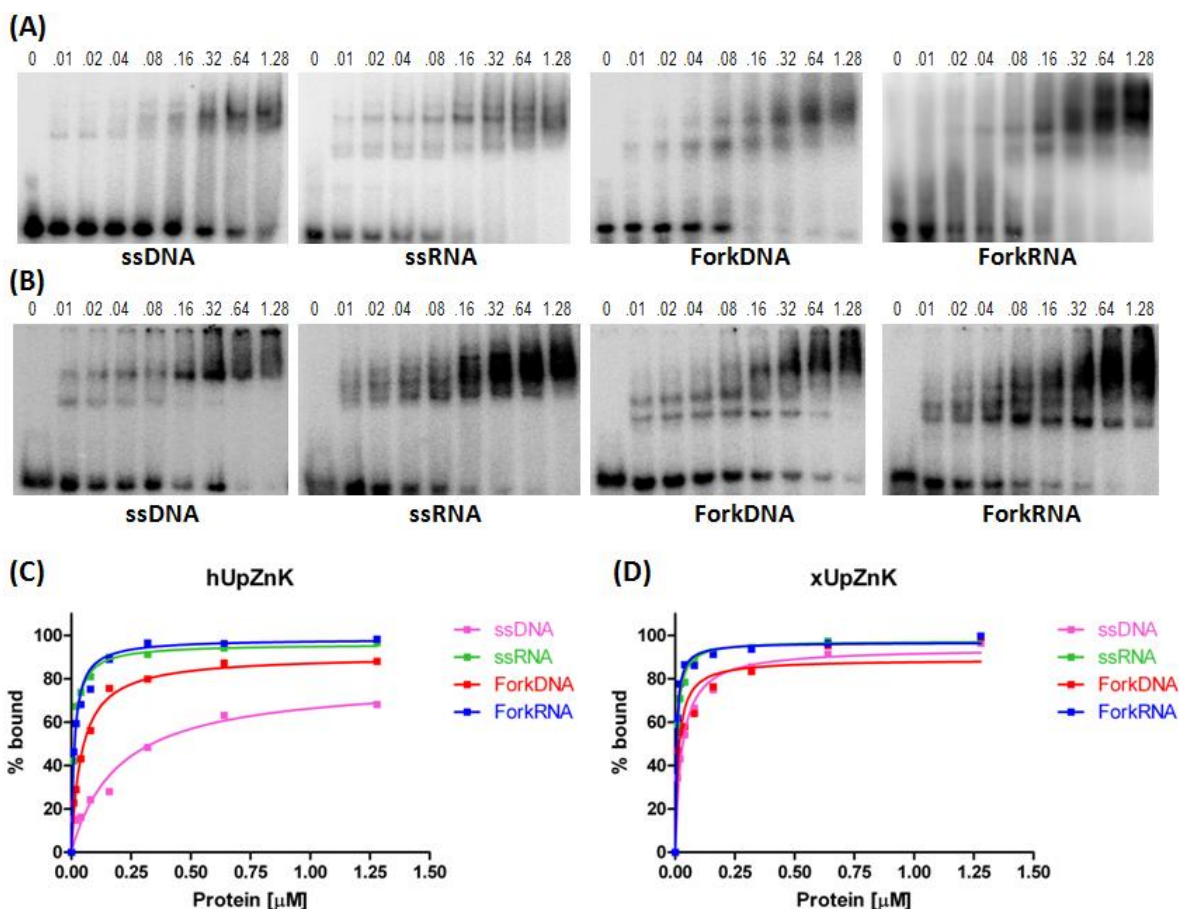 (A)
0 .01 .02 .04 .08 .16 .32 .64 1.28
0 .01 .02 .04 .08 .16 .32 .64 1.28
0 .01 .02 .04 .08 .16 .32 .64 1.28
0 .01 .02 .04 .08 .16 .32 .64 1.28
ssDNA
ssRNA
ForkDNA
ForkRNA
(B)
0 .01 .02 .04 .08 .16 .32 .64 1.28
0 .01 .02 .04 .08 .16 .32 .64 1.28
0 .01 .02 .04 .08 .16 .32 .64 1.28
0 .01 .02 .04 .08 .16 .32 .64 1.28
ssDNA
ssRNA
ForkDNA
ForkRNA
(C)
hUpZnK
% bound
100
80
60
40
20
0
0.00 0.25 0.50 0.75 1.00 1.25 1.50
Protein [µM]
ssDNA
ssRNA
ForkDNA
ForkRNA
(D)
xUpZnK
% bound
100
80
60
40
20
0
0.00 0.25 0.50 0.75 1.00 1.25 1.50
Protein [µM]
ssDNA
ssRNA
ForkDNA
ForkRNA